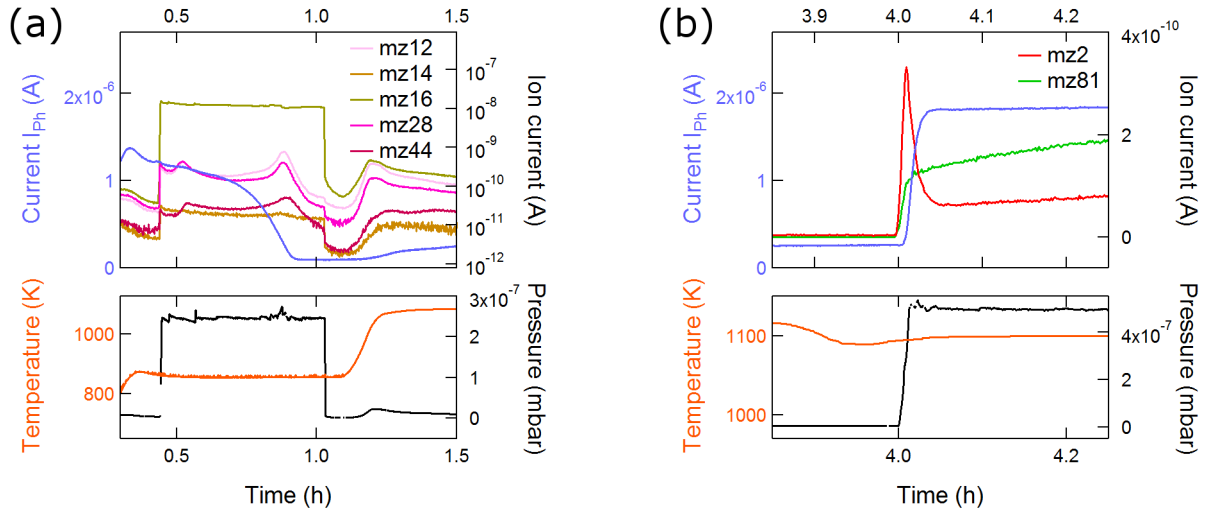 (a)
0.5 1.0 1.5
Current I_Ph (A)
2x10⁻⁶
1
0
mz12
mz14
mz16
mz28
mz44
10⁻⁷
10⁻⁸
10⁻⁹
10⁻¹⁰
10⁻¹¹
10⁻¹²
Ion current (A)
Temperature (K)
1000
800
3x10⁻⁷
2
1
0
Pressure (mbar)
0.5 1.0 1.5
Time (h)
(b)
3.9 4.0 4.1 4.2
Current I_Ph (A)
2x10⁻⁶
1
0
mz2
mz81
4x10⁻¹⁰
2
0
Ion current (A)
Temperature (K)
1100
1000
4x10⁻⁷
2
0
Pressure (mbar)
4.0 4.2
Time (h)